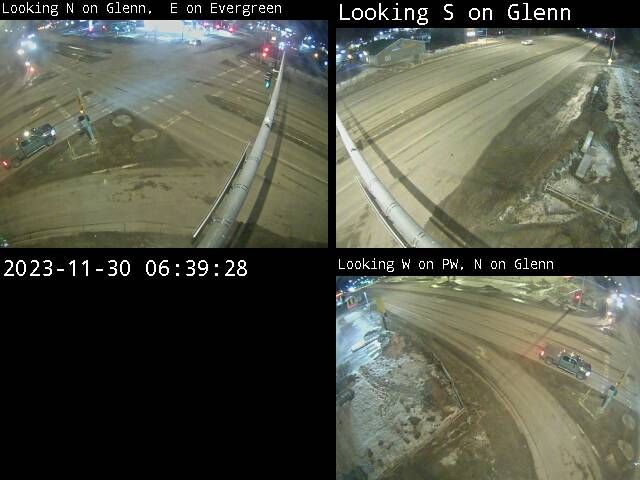 Looking N on Glenn,  E on Evergreen
Looking S on Glenn
2023-11-30 06:39:28
Looking W on PW, N on Glenn